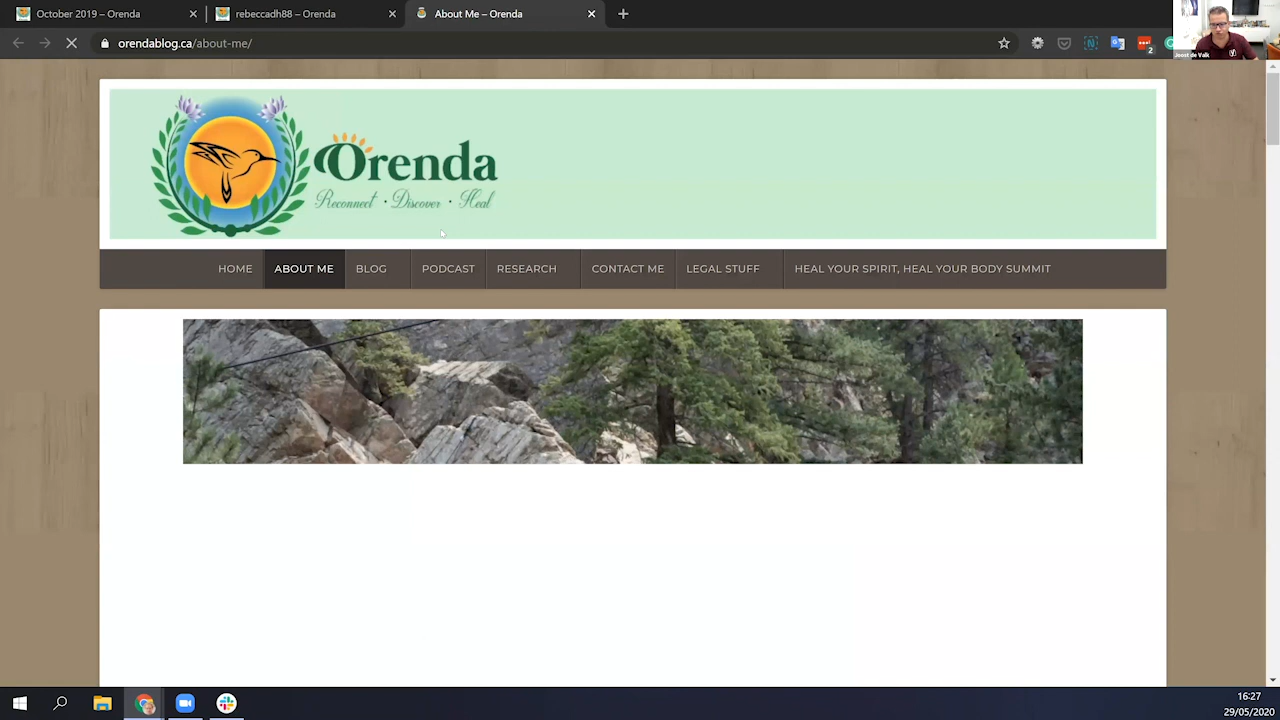 October 2019 – Orenda
rebeccadh88 – Orenda
About Me – Orenda
orendablog.ca/about-me/
2
Joost de Valk
Orenda
Reconnect · Discover · Heal
HOME
ABOUT ME
BLOG
PODCAST
RESEARCH
CONTACT ME
LEGAL STUFF
HEAL YOUR SPIRIT, HEAL YOUR BODY SUMMIT
16:27
29/05/2020